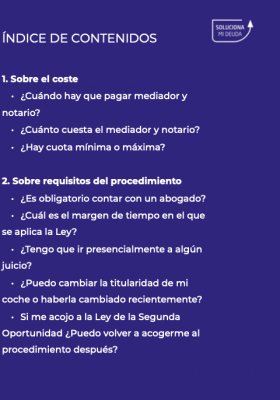 SOLUCIONA
MI DEUDA
ÍNDICE DE CONTENIDOS
1. Sobre el coste
• ¿Cuándo hay que pagar mediador y
notario?
• ¿Cuánto cuesta el mediador y notario?
• ¿Hay cuota mínima o máxima?
2. Sobre requisitos del procedimiento
• ¿Es obligatorio contar con un abogado?
• ¿Cuál es el margen de tiempo en el que
se aplica la Ley?
• ¿Tengo que ir presencialmente a algún
juicio?
• ¿Puedo cambiar la titularidad de mi
coche o haberla cambiado recientemente?
• Si me acojo a la Ley de la Segunda
Oportunidad ¿Puedo volver a acogerme al
procedimiento después?